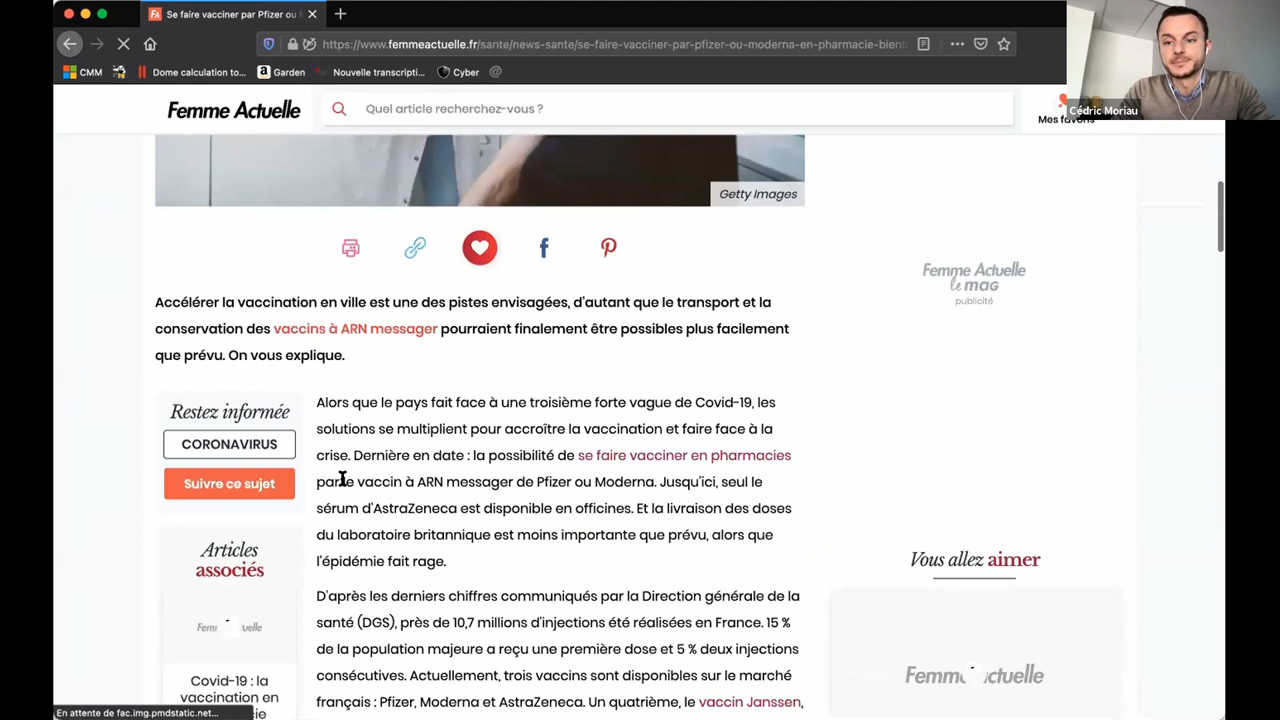 Se faire vacciner par Pfizer ou
https://www.femmeactuelle.fr/sante/news-sante/se-faire-vacciner-par-pfizer-ou-moderna-en-pharmacie-bien
CMM
Dome calculation to...
Garden
Nouvelle transcripti...
Cyber
Cédric Moriau
Femme Actuelle
Quel article recherchez-vous ?
Mes favoris
Getty Images
Femme Actuelle
le mag
publicité
Accélérer la vaccination en ville est une des pistes envisagées, d'autant que le transport et la
conservation des vaccins à ARN messager pourraient finalement être possibles plus facilement
que prévu. On vous explique.
Restez informée
CORONAVIRUS
Suivre ce sujet
Alors que le pays fait face à une troisième forte vague de Covid-19, les
solutions se multiplient pour accroître la vaccination et faire face à la
crise. Dernière en date : la possibilité de se faire vacciner en pharmacies
par le vaccin à ARN messager de Pfizer ou Moderna. Jusqu'ici, seul le
sérum d'AstraZeneca est disponible en officines. Et la livraison des doses
du laboratoire britannique est moins importante que prévu, alors que
l'épidémie fait rage.
Articles
associés
Covid-19 : la
vaccination en
D'après les derniers chiffres communiqués par la Direction générale de la
santé (DGS), près de 10,7 millions d'injections été réalisées en France. 15 %
de la population majeure a reçu une première dose et 5 % deux injections
consécutives. Actuellement, trois vaccins sont disponibles sur le marché
français : Pfizer, Moderna et AstraZeneca. Un quatrième, le vaccin Janssen,
Vous allez aimer
En attente de fac.img.pmdstatic.net...